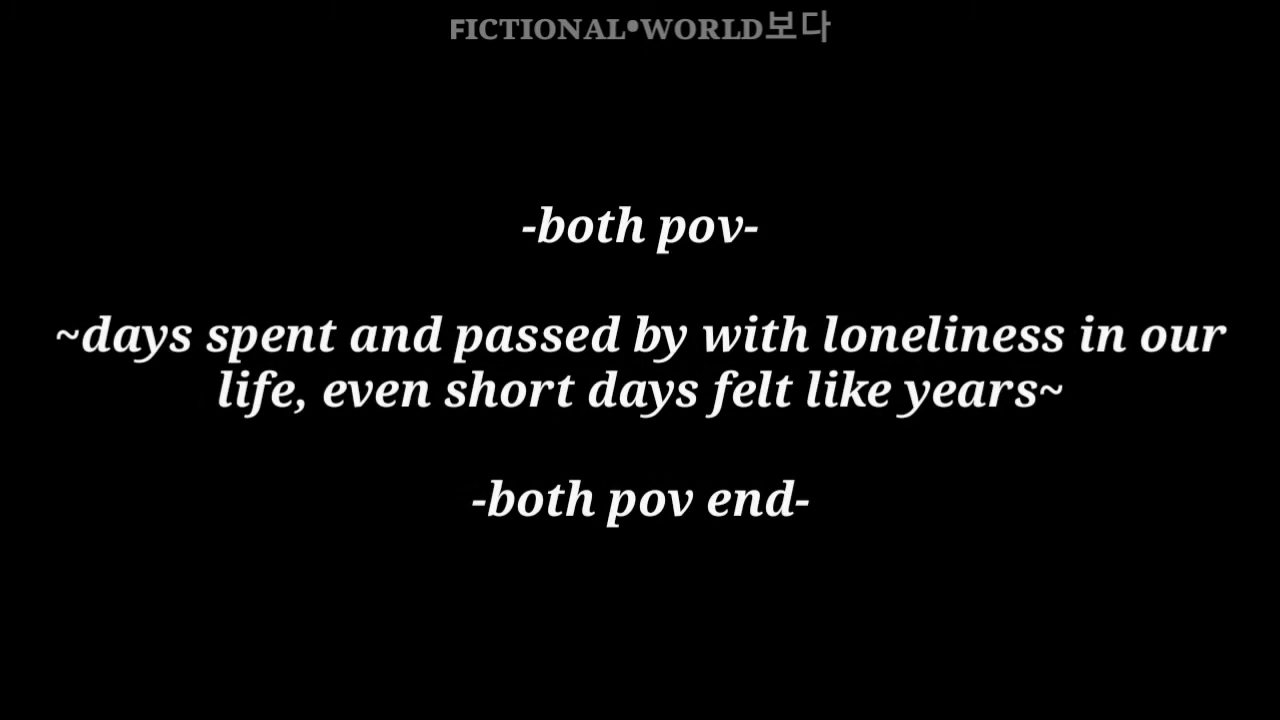 FICTIONAL•WORLD보다
-both pov-
~days spent and passed by with loneliness in our
life, even short days felt like years~
-both pov end-